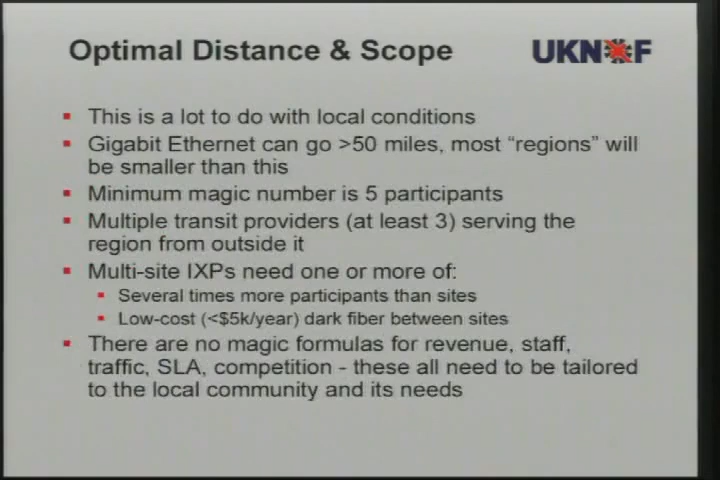 Optimal Distance & Scope
UKNOF
▪ This is a lot to do with local conditions
▪ Gigabit Ethernet can go >50 miles, most “regions” will
be smaller than this
▪ Minimum magic number is 5 participants
▪ Multiple transit providers (at least 3) serving the
region from outside it
▪ Multi-site IXPs need one or more of:
▪ Several times more participants than sites
▪ Low-cost (<$5k/year) dark fiber between sites
▪ There are no magic formulas for revenue, staff,
traffic, SLA, competition - these all need to be tailored
to the local community and its needs